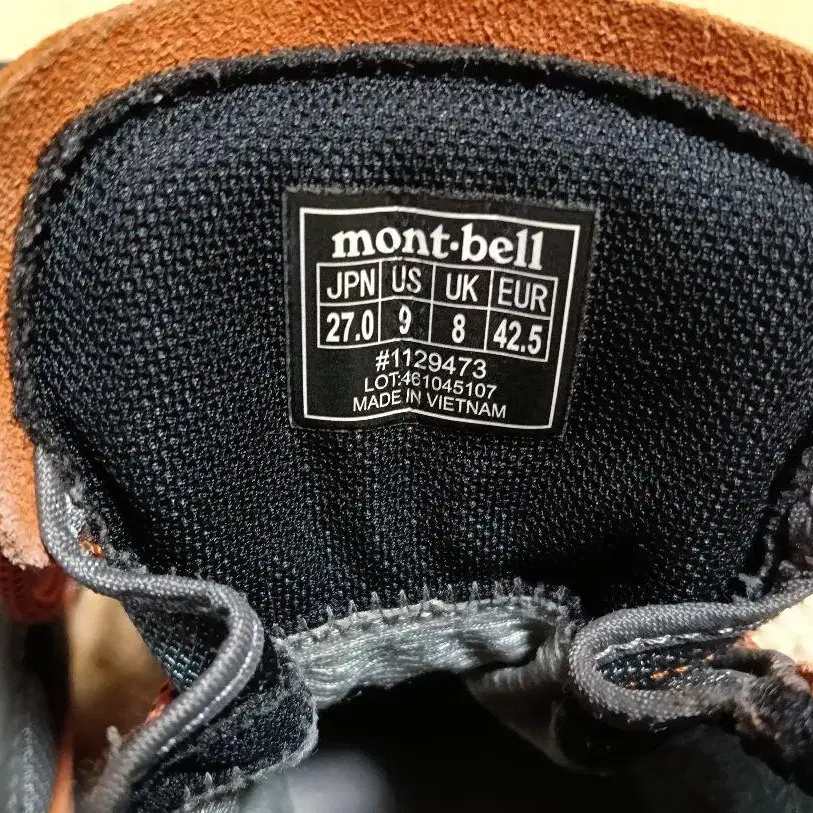 mont-bell
JPN US UK EUR
27.0 9 8 42.5
#1129473
LOT:461045107
MADE IN VIETNAM